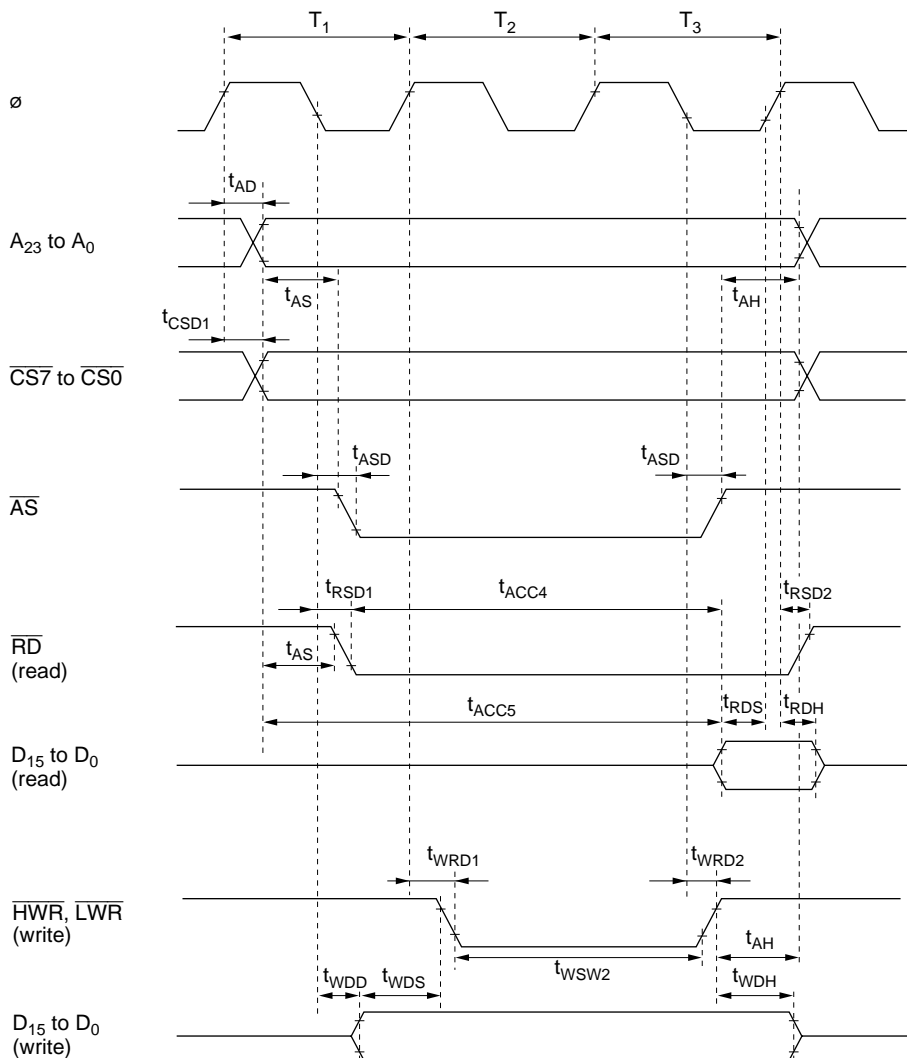 T1 T2 T3
ø
tAD
A23 to A0
tAS tAH
tCSD1
CS7 to CS0
tASD tASD
AS
tRSD1 tACC4 tRSD2
RD
(read)
tAS
tACC5 tRDS tRDH
D15 to D0
(read)
tWRD1 tWRD2
HWR, LWR
(write)
tAH
tWSW2
tWDD tWDS tWDH
D15 to D0
(write)